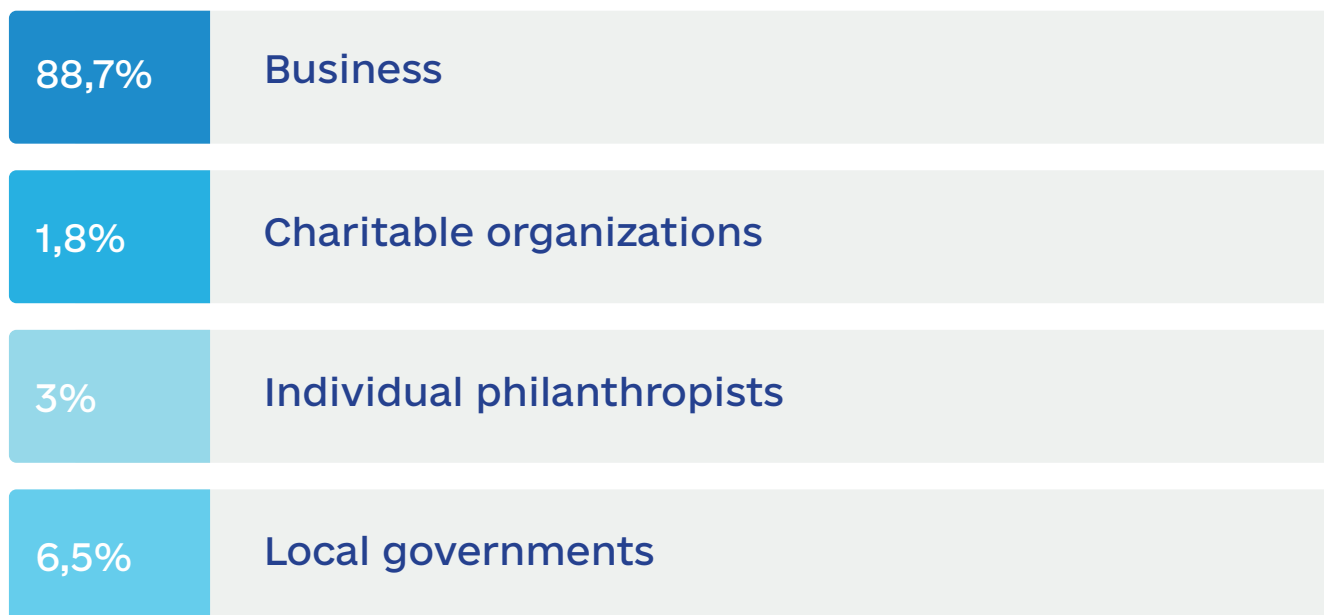 88,7% Business
1,8% Charitable organizations
3% Individual philanthropists
6,5% Local governments